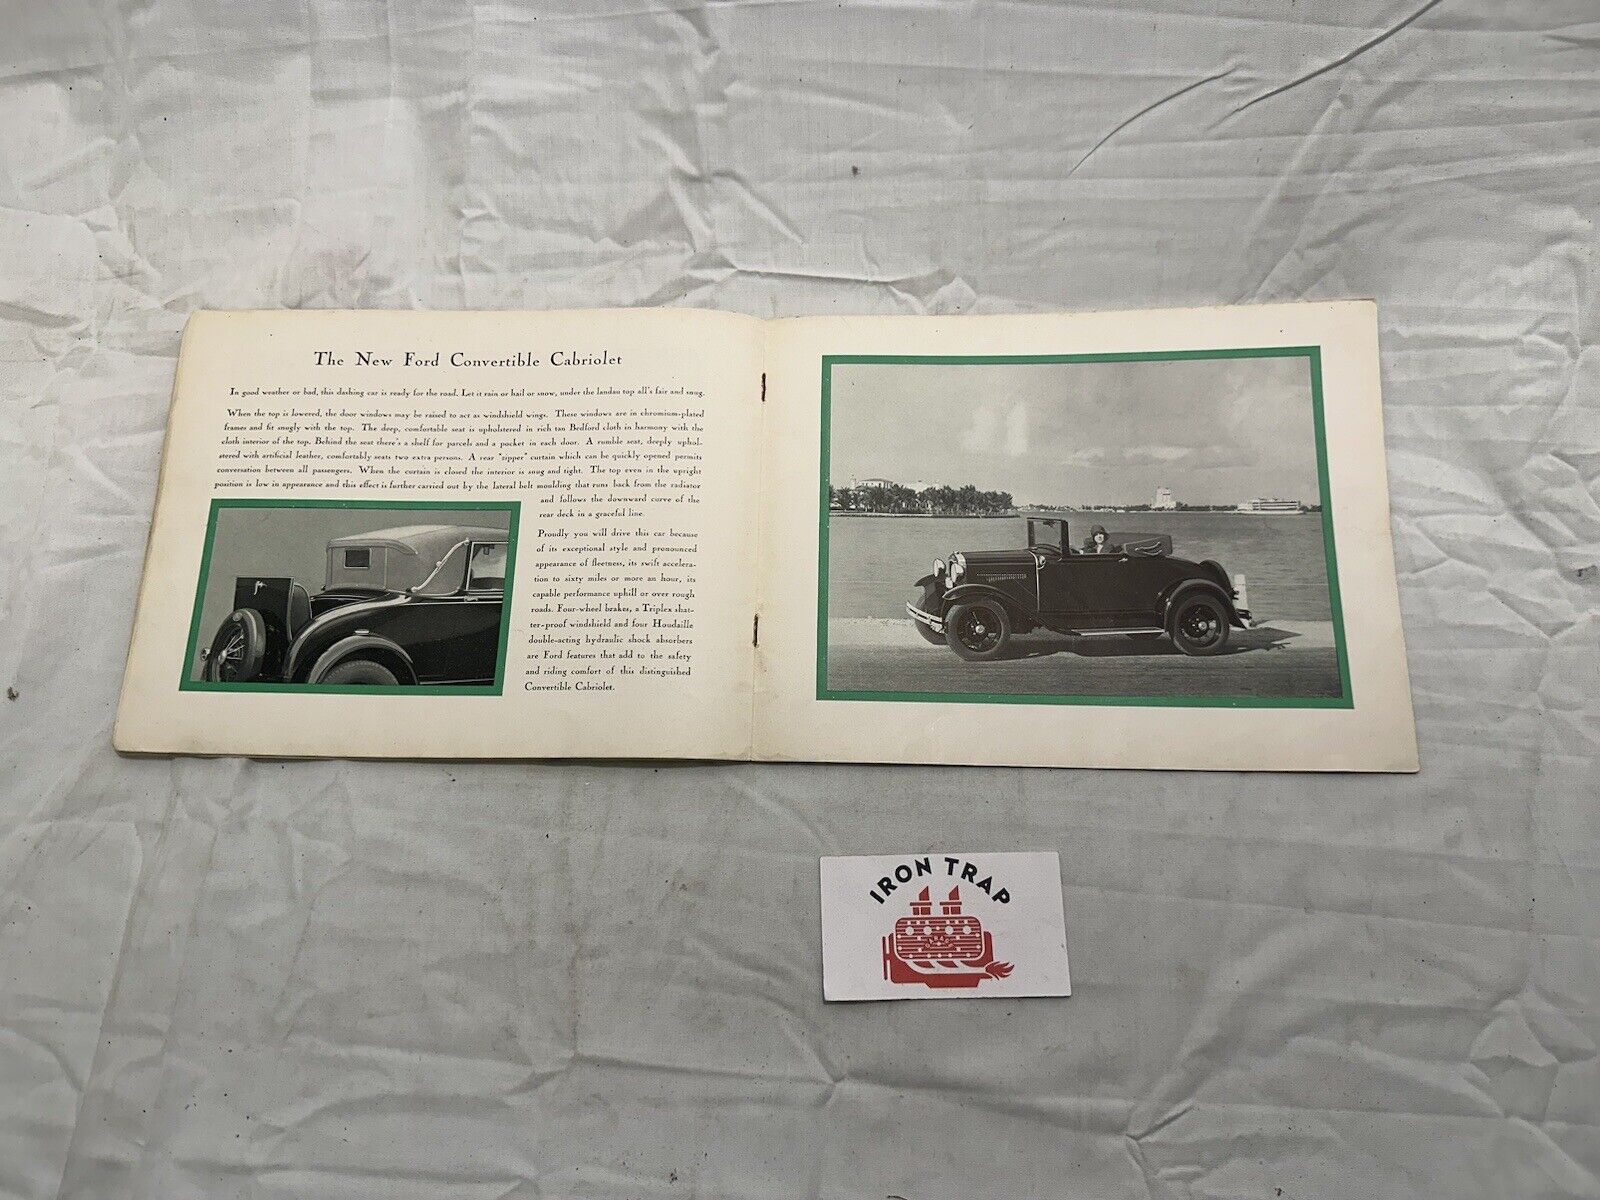 The New Ford Convertible Cabriolet
In good weather or bad, this dashing car is ready for the road. Let it rain or hail or snow, under the landau top all's fair and snug.
When the top is lowered, the door windows may be raised to act as windshield wings. These windows are in chromium-plated
frames and fit snugly with the top. The deep, comfortable seat is upholstered in rich tan Bedford cloth in harmony with the
cloth interior of the top. Behind the seat there's a shelf for parcels and a pocket in each door. A rumble seat, deeply uphol-
stered with artificial leather, comfortably seats two extra persons. A rear "zipper" curtain which can be quickly opened permits
conversation between all passengers. When the curtain is closed the interior is snug and tight. The top even in the upright
position is low in appearance and this effect is further carried out by the lateral belt moulding that runs back from the radiator
and follows the downward curve of the
rear deck in a graceful line.
Proudly you will drive this car because
of its exceptional style and pronounced
appearance of fleetness, its swift accelera-
tion to sixty miles or more an hour, its
capable performance uphill or over rough
roads. Four-wheel brakes, a Triplex shat-
ter-proof windshield and four Houdaille
double-acting hydraulic shock absorbers
are Ford features that add to the safety
and riding comfort of this distinguished
Convertible Cabriolet.
IRON TRAP